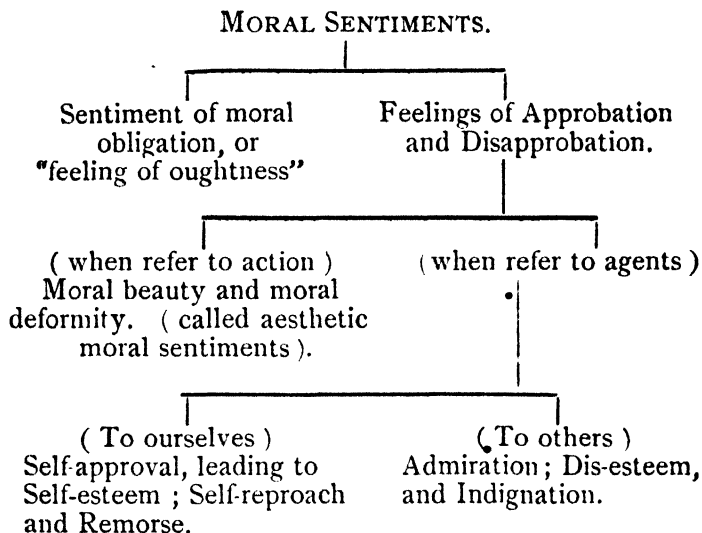 MORAL SENTIMENTS.
Sentiment of moral
obligation, or
"feeling of oughtness"
Feelings of Approbation
and Disapprobation.
( when refer to action )
Moral beauty and moral
deformity. ( called aesthetic
moral sentiments ).
( when refer to agents )
( To ourselves )
Self-approval, leading to
Self-esteem ; Self-reproach
and Remorse.
( To others )
Admiration ; Dis-esteem,
and Indignation.